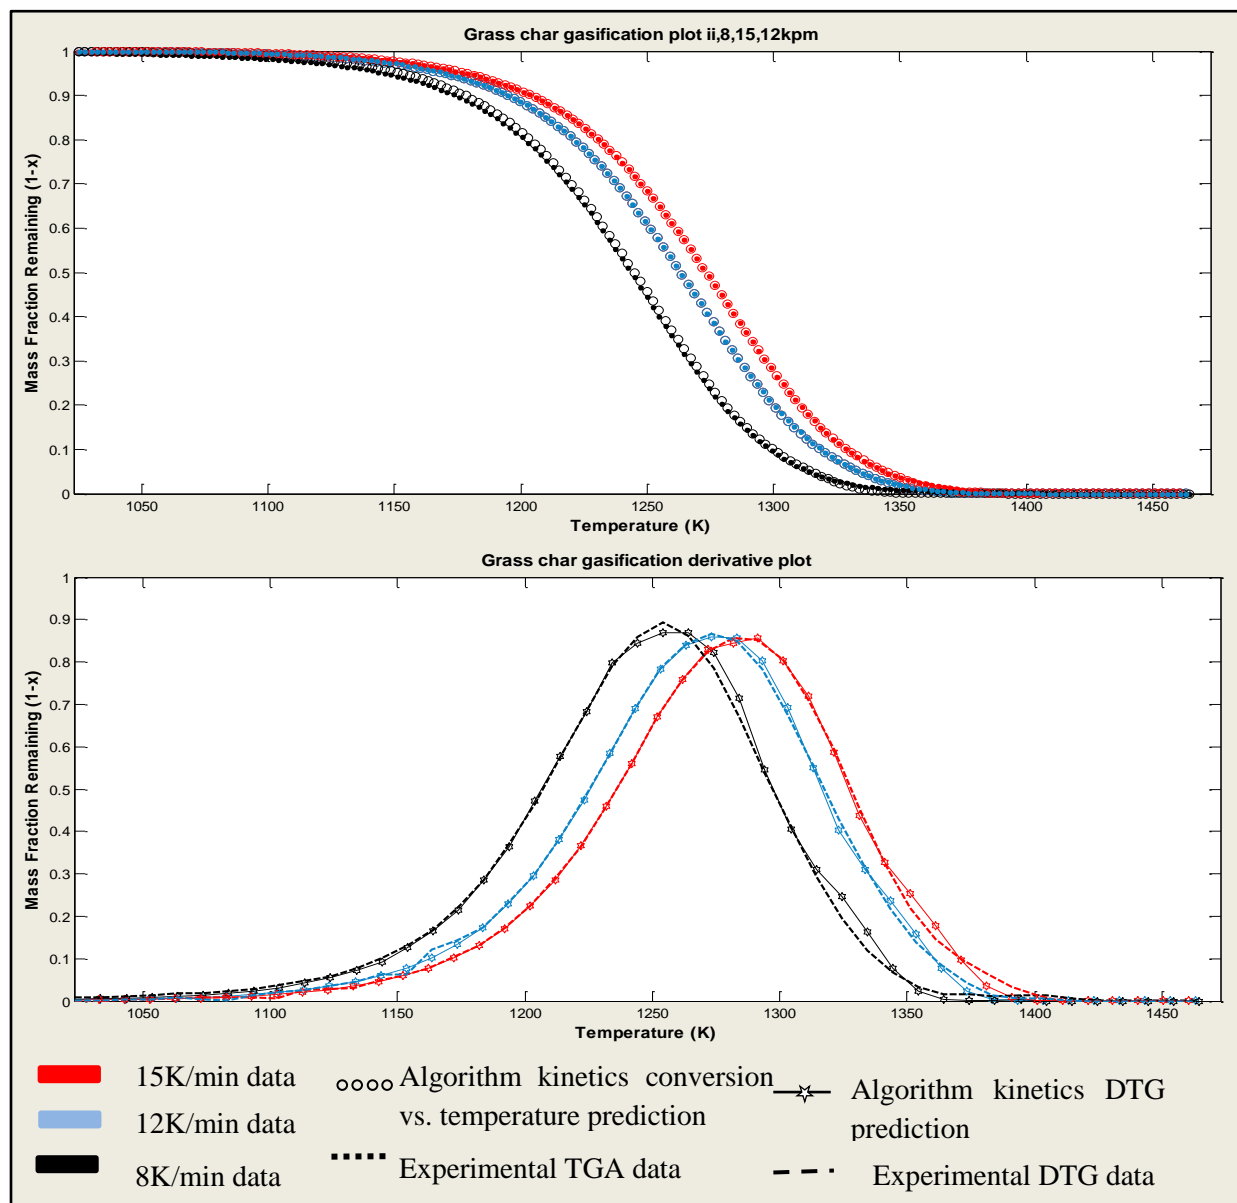 Grass char gasification plot ii,8,15,12kpm
1
0.9
0.8
0.7
0.6
0.5
0.4
0.3
0.2
0.1
0
Mass Fraction Remaining (1-x)
1050 1100 1150 1200 1250 1300 1350 1400 1450
Temperature (K)
Grass char gasification derivative plot
1
0.9
0.8
0.7
0.6
0.5
0.4
0.3
0.2
0.1
0
Mass Fraction Remaining (1-x)
1050 1100 1150 1200 1250 1300 1350 1400 1450
Temperature (K)
15K/min data
12K/min data
8K/min data
Algorithm kinetics conversion
vs. temperature prediction
Experimental TGA data
Algorithm kinetics DTG
prediction
Experimental DTG data